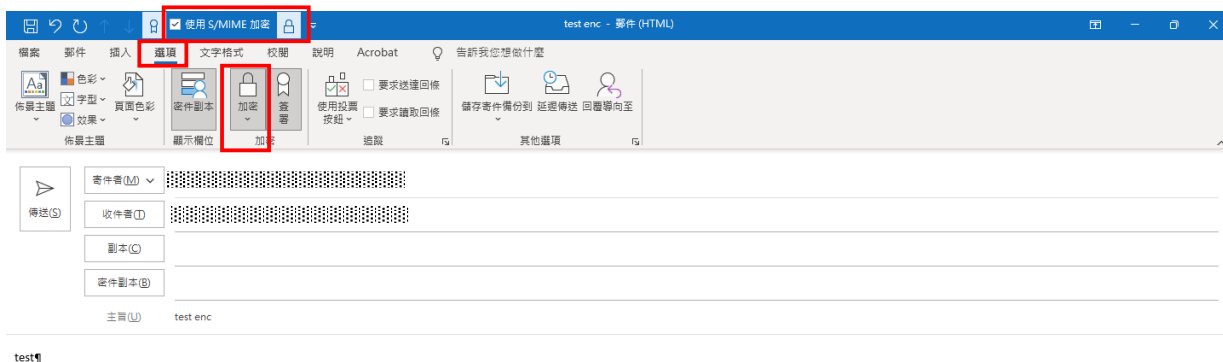 使用 S/MIME 加密
test enc - 郵件 (HTML)
檔案 郵件 插入 選項 文字格式 校閱 說明 Acrobat 告訴我您想做什麼
佈景主題 色彩 字型 效果 頁面色彩
密件副本
加密 簽署
使用投票按鈕 要求送達回條 要求讀取回條
儲存寄件備份到 延遲傳送 回覆導向至
佈景主題 顯示欄位 加密 追蹤 其他選項
傳送(S)
寄件者(M)
收件者(T)
副本(C)
密件副本(B)
主旨(U) test enc
test¶